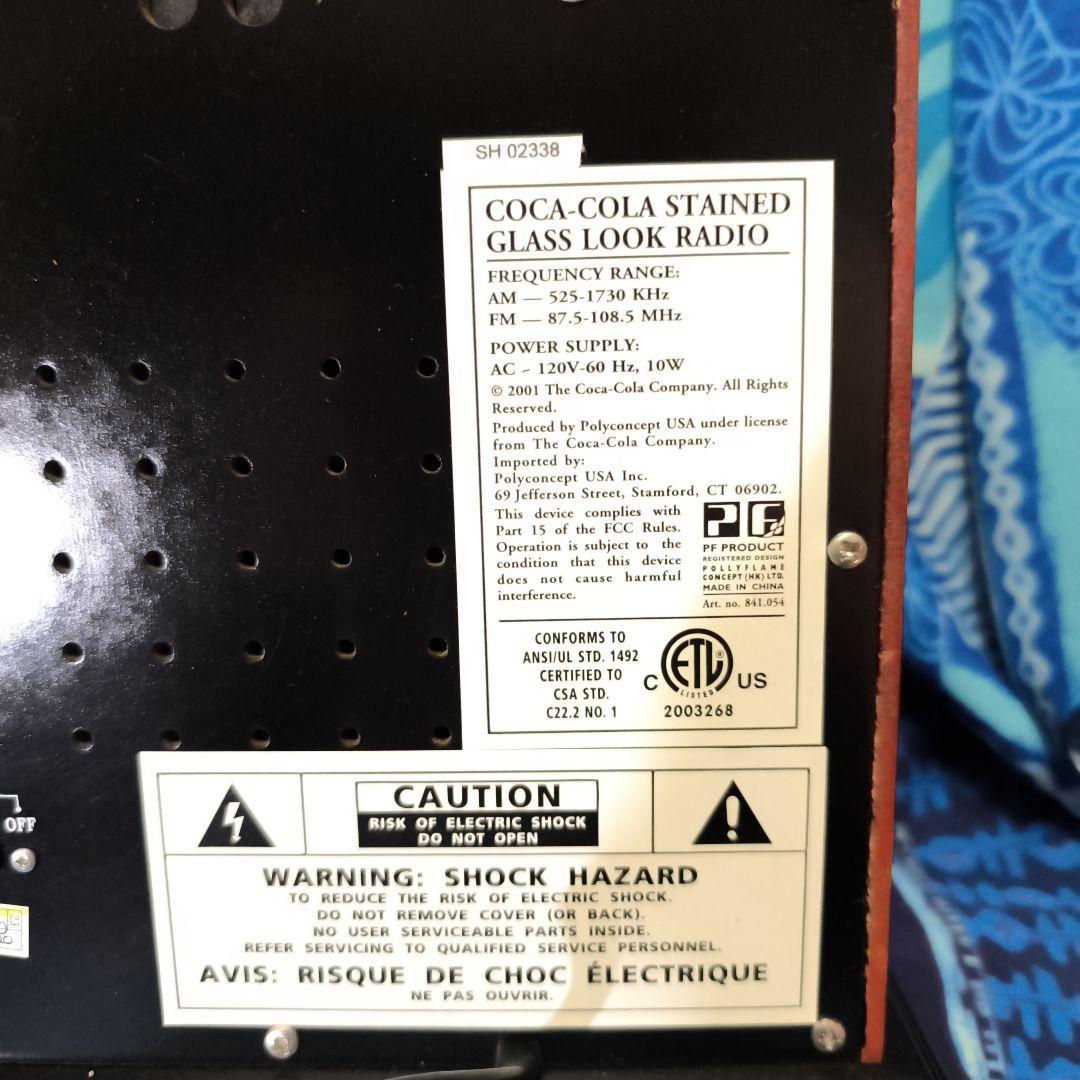 SH 02338
COCA-COLA STAINED
GLASS LOOK RADIO
FREQUENCY RANGE:
AM — 525-1730 KHz
FM — 87.5-108.5 MHz
POWER SUPPLY:
AC ~ 120V-60 Hz, 10W
© 2001 The Coca-Cola Company. All Rights
Reserved.
Produced by Polyconcept USA under license
from The Coca-Cola Company.
Imported by:
Polyconcept USA Inc.
69 Jefferson Street, Stamford, CT 06902.
This device complies with
Part 15 of the FCC Rules.
Operation is subject to the
condition that this device
does not cause harmful
interference.
PF
PF PRODUCT
REGISTERED DESIGN
POLLYFLAME
CONCEPT (HK) LTD.
MADE IN CHINA
Art. no. 841.054
CONFORMS TO
ANSI/UL STD. 1492
CERTIFIED TO
CSA STD.
C22.2 NO. 1
C ETL ® US
LISTED
2003268
OFF
CAUTION
RISK OF ELECTRIC SHOCK
DO NOT OPEN
WARNING: SHOCK HAZARD
TO REDUCE THE RISK OF ELECTRIC SHOCK.
DO NOT REMOVE COVER (OR BACK).
NO USER SERVICEABLE PARTS INSIDE.
REFER SERVICING TO QUALIFIED SERVICE PERSONNEL.
AVIS: RISQUE DE CHOC ÉLECTRIQUE
NE PAS OUVRIR.